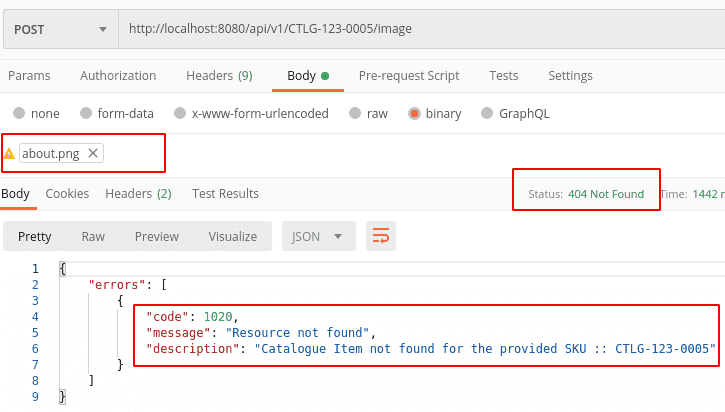 POST http://localhost:8080/api/v1/CTLG-123-0005/image
Params Authorization Headers (9) Body Pre-request Script Tests Settings
none form-data x-www-form-urlencoded raw binary GraphQL
about.png
Body Cookies Headers (2) Test Results Status: 404 Not Found Time: 1442
Pretty Raw Preview Visualize JSON
1 {
2 "errors": [
3 {
4 "code": 1020,
5 "message": "Resource not found",
6 "description": "Catalogue Item not found for the provided SKU :: CTLG-123-0005"
7 }
8 ]
9 }